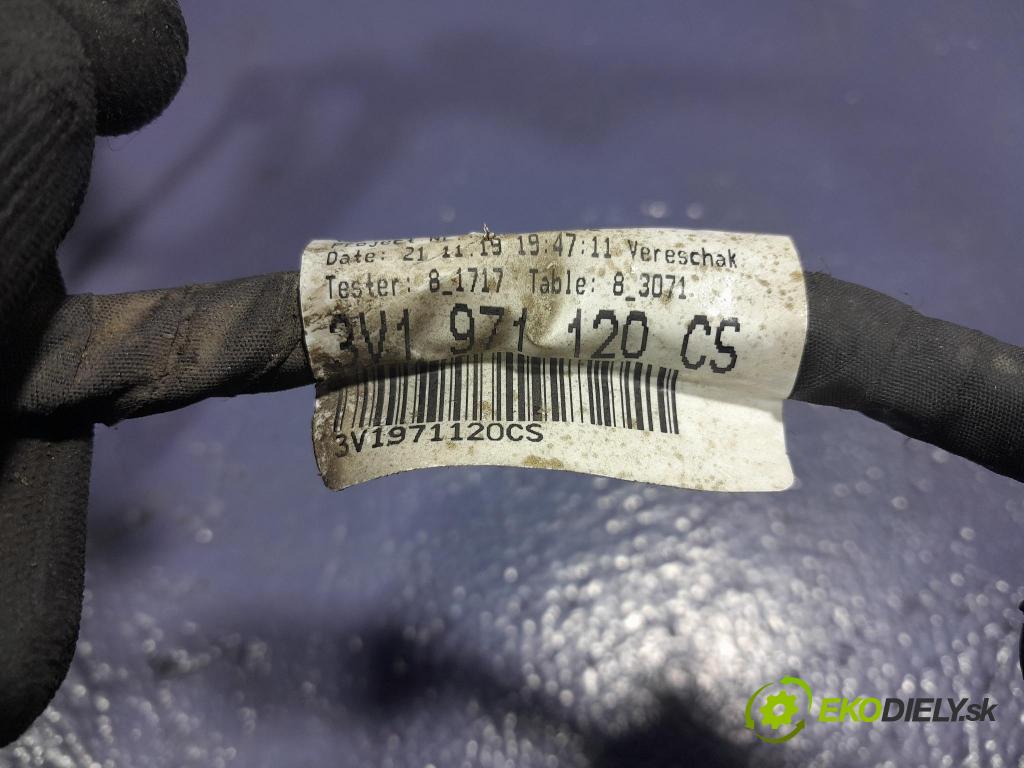 Date: 21 11.19 19:47:11 Vereschak
Tester: 8_1717 Table: 8_3071
3V1 971 120 CS
3V1971120CS
EKODIELY.sk